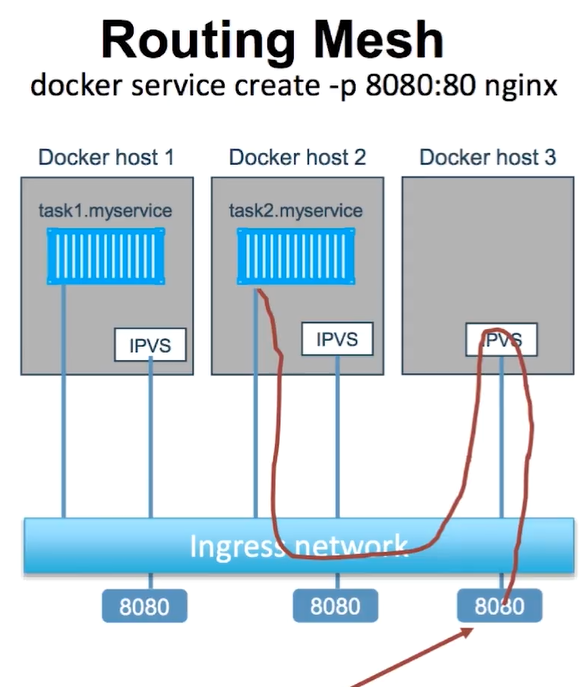 Routing Mesh
docker service create -p 8080:80 nginx
Docker host 1
Docker host 2
Docker host 3
task1.myservice
task2.myservice
IPVS
IPVS
IPVS
Ingress network
8080
8080
8080